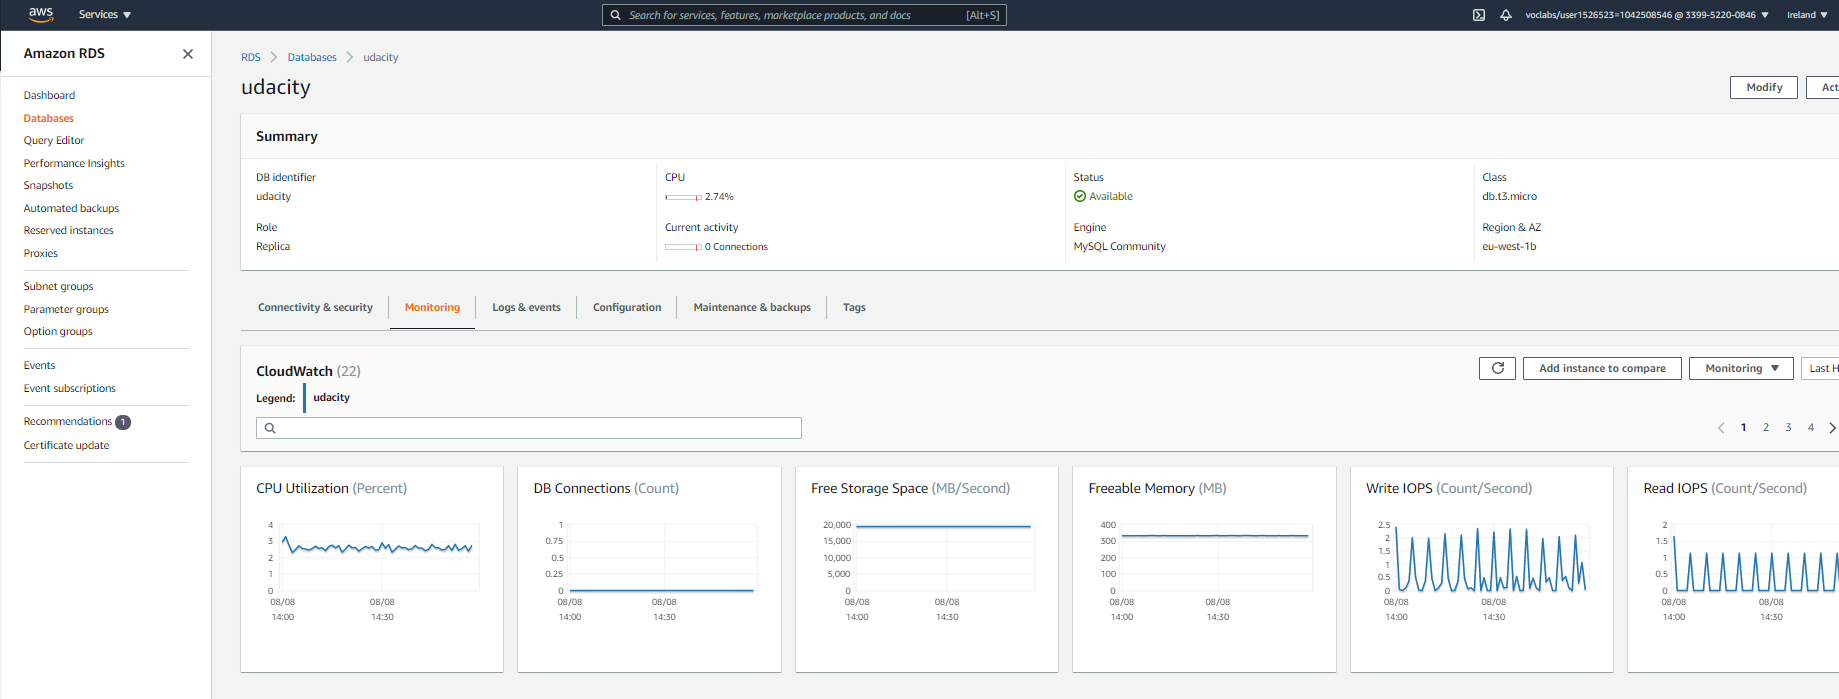 aws
Services ▼
Search for services, features, marketplace products, and docs
[Alt+S]
voclabs/user1526523=1042508546 @ 3399-5220-0846 ▼
Ireland ▼
Amazon RDS
Dashboard
Databases
Query Editor
Performance Insights
Snapshots
Automated backups
Reserved instances
Proxies
Subnet groups
Parameter groups
Option groups
Events
Event subscriptions
Recommendations 1
Certificate update
RDS > Databases > udacity
udacity
Modify
Act
Summary
DB identifier
udacity
CPU
2.74%
Status
Available
Class
db.t3.micro
Role
Replica
Current activity
0 Connections
Engine
MySQL Community
Region & AZ
eu-west-1b
Connectivity & security
Monitoring
Logs & events
Configuration
Maintenance & backups
Tags
CloudWatch (22)
Add instance to compare
Monitoring ▼
Last H
Legend: udacity
< 1 2 3 4 >
CPU Utilization (Percent)
4
3
2
1
0
08/08
14:00
08/08
14:30
DB Connections (Count)
1
0.75
0.5
0.25
0
08/08
14:00
08/08
14:30
Free Storage Space (MB/Second)
20,000
15,000
10,000
5,000
0
08/08
14:00
08/08
14:30
Freeable Memory (MB)
400
300
200
100
0
08/08
14:00
08/08
14:30
Write IOPS (Count/Second)
2.5
2
1.5
1
0.5
0
08/08
14:00
08/08
14:30
Read IOPS (Count/Second)
2
1.5
1
0.5
0
08/08
14:00
08/08
14:30